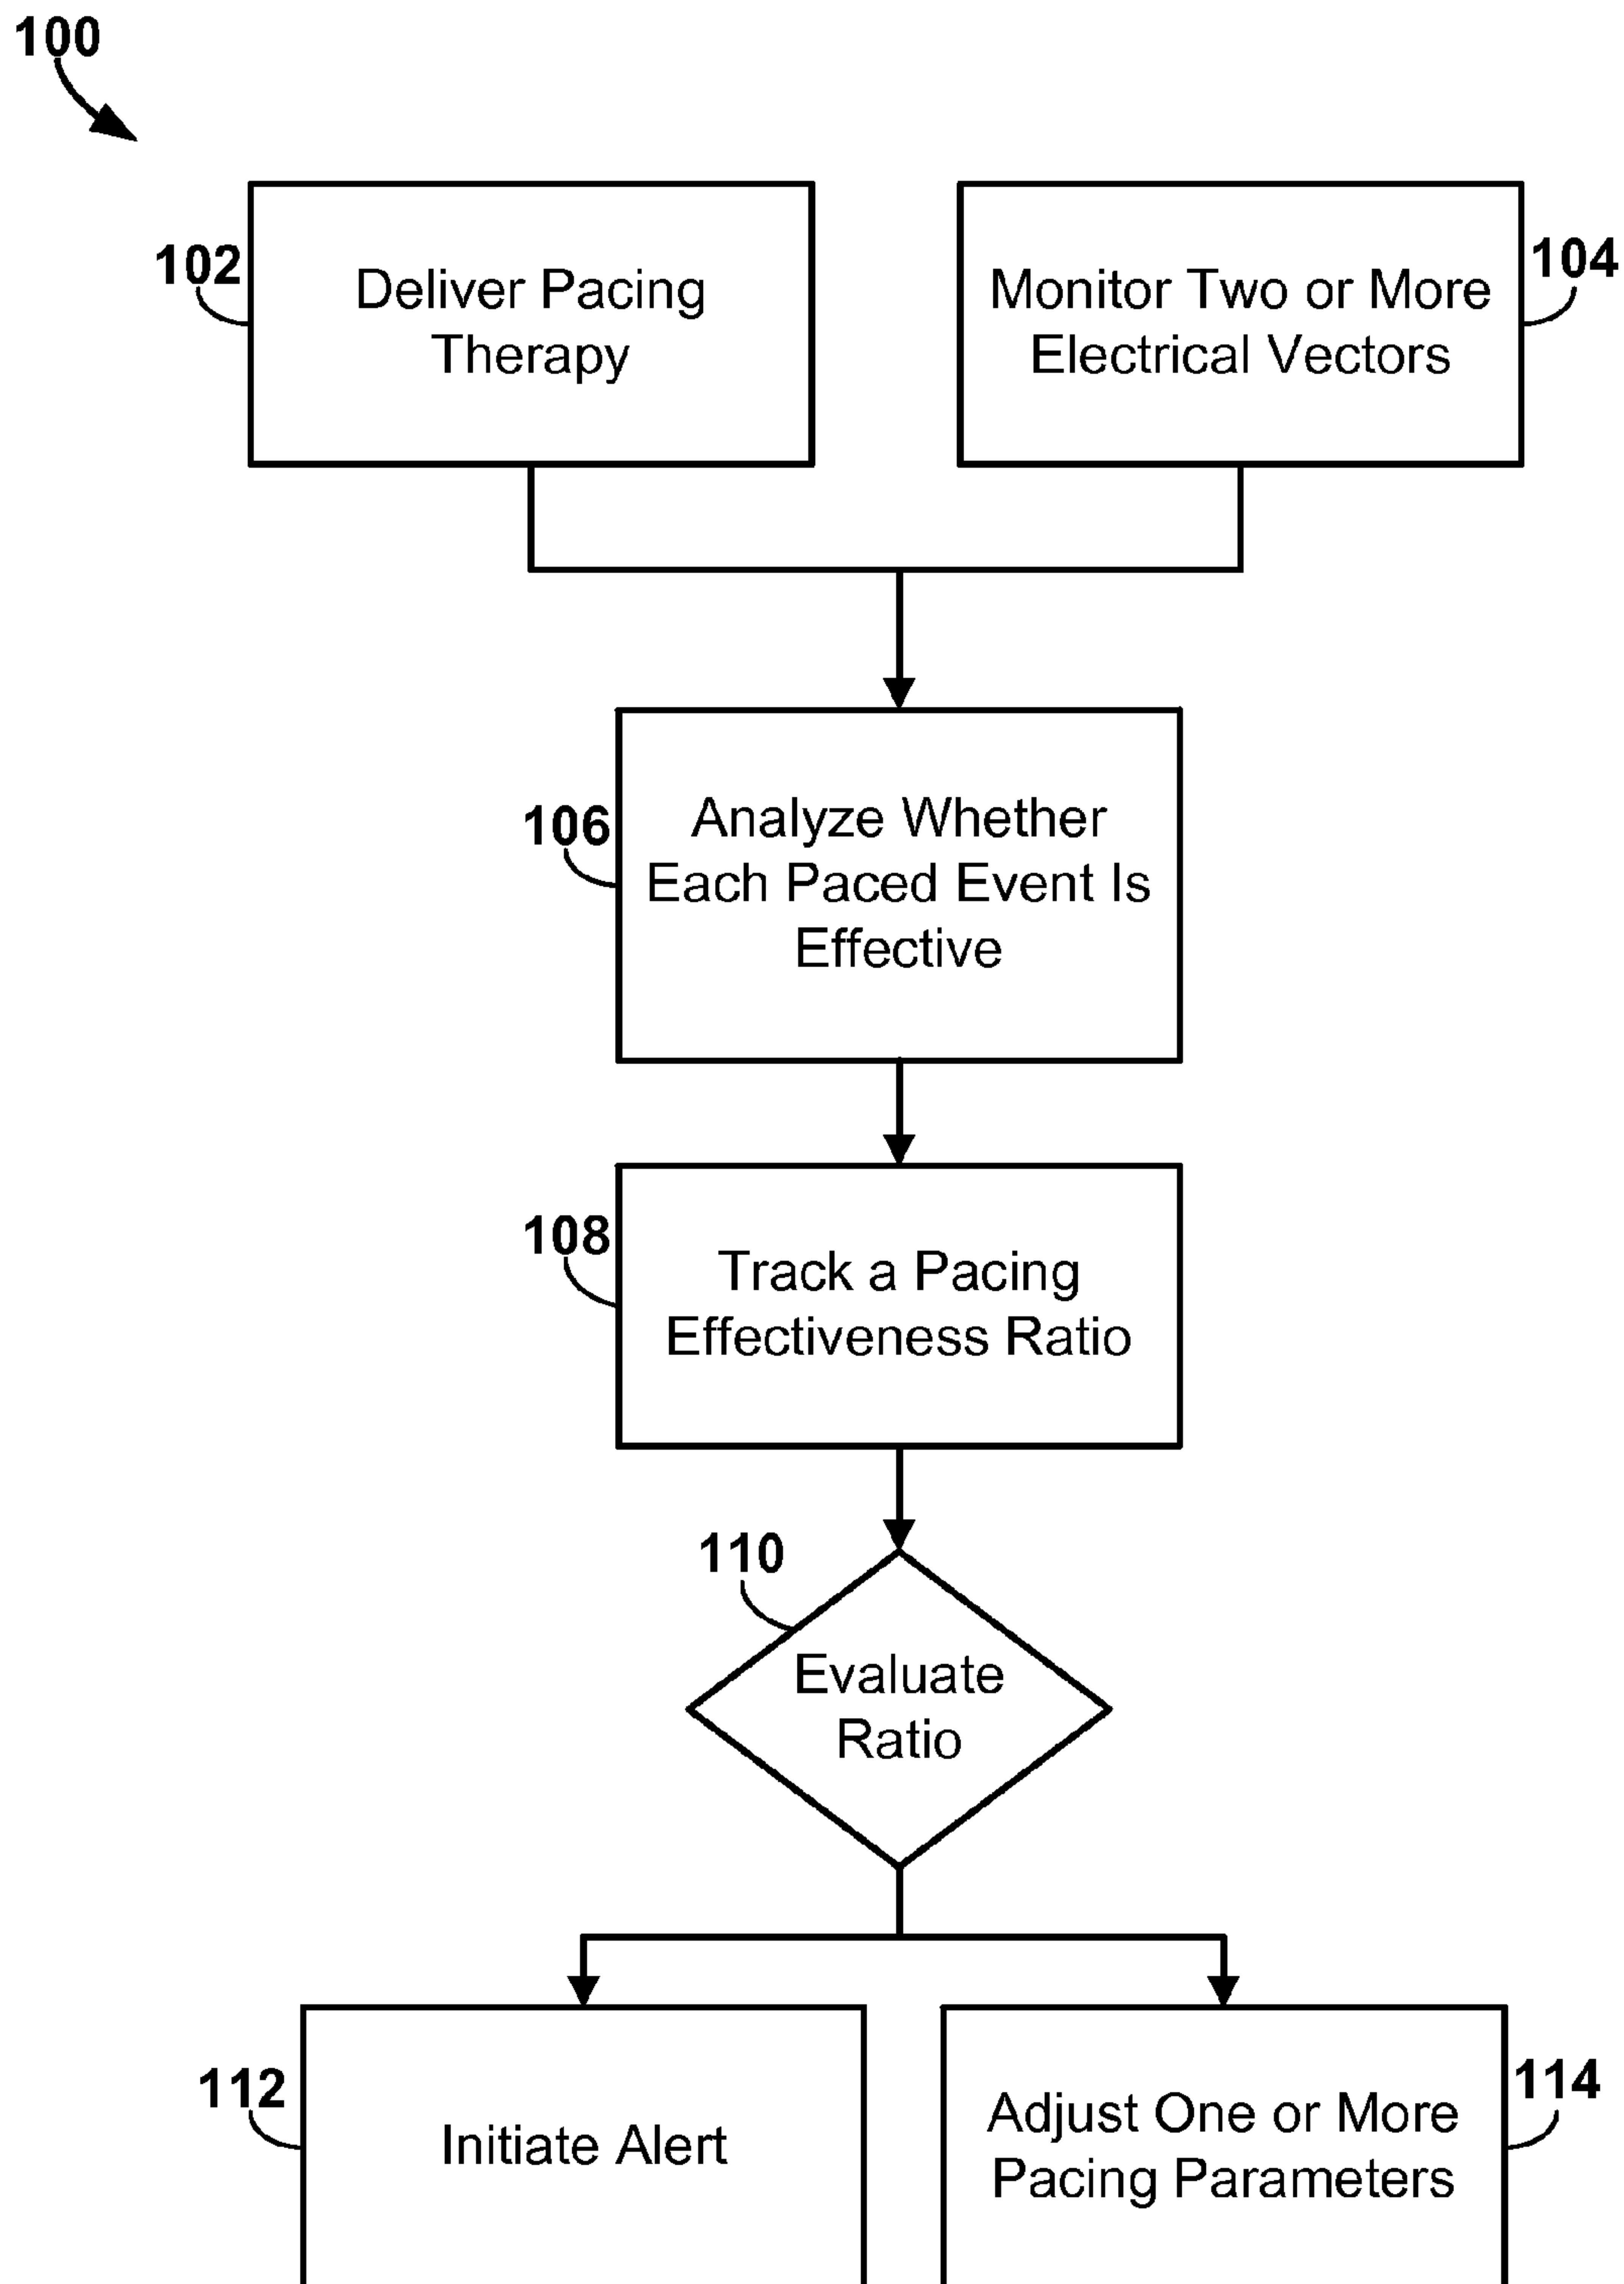 100
102
Deliver Pacing
Therapy
Monitor Two or More
Electrical Vectors
104
106
Analyze Whether
Each Paced Event Is
Effective
108
Track a Pacing
Effectiveness Ratio
110
Evaluate
Ratio
112
Initiate Alert
Adjust One or More
Pacing Parameters
114